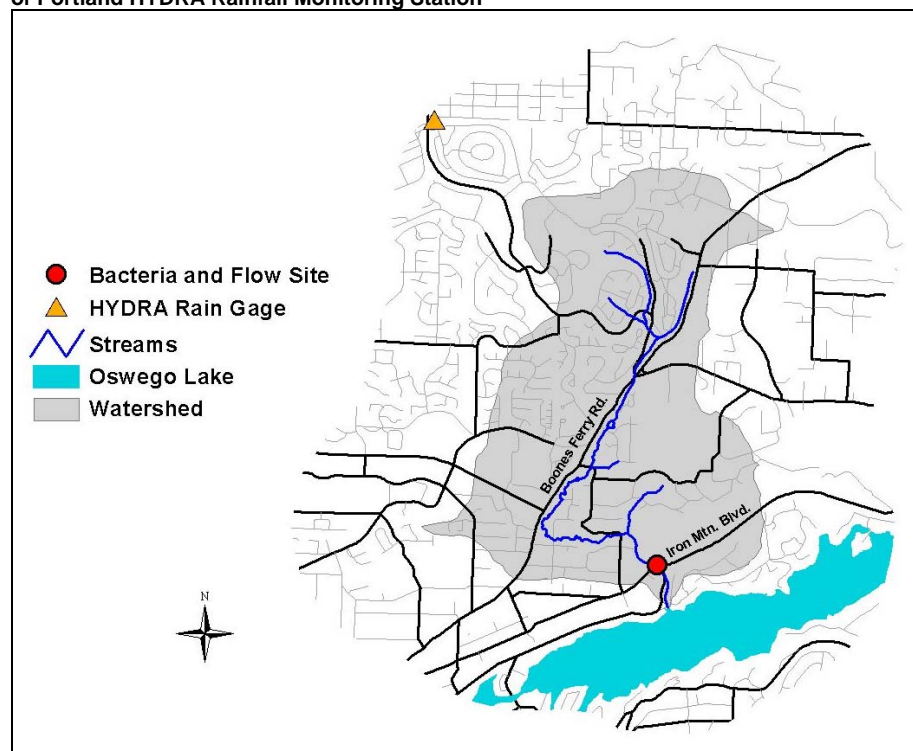 of Portland HYDRA Rainfall Monitoring Station
Bacteria and Flow Site
HYDRA Rain Gage
Streams
Oswego Lake
Watershed
Boones Ferry Rd.
Iron Mtn. Blvd.
N